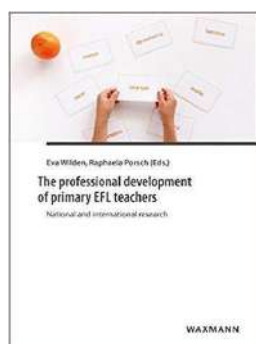 Eva Wilden, Raphaela Porsch (Eds.)
The professional development
of primary EFL teachers
National and international research
WAXMANN